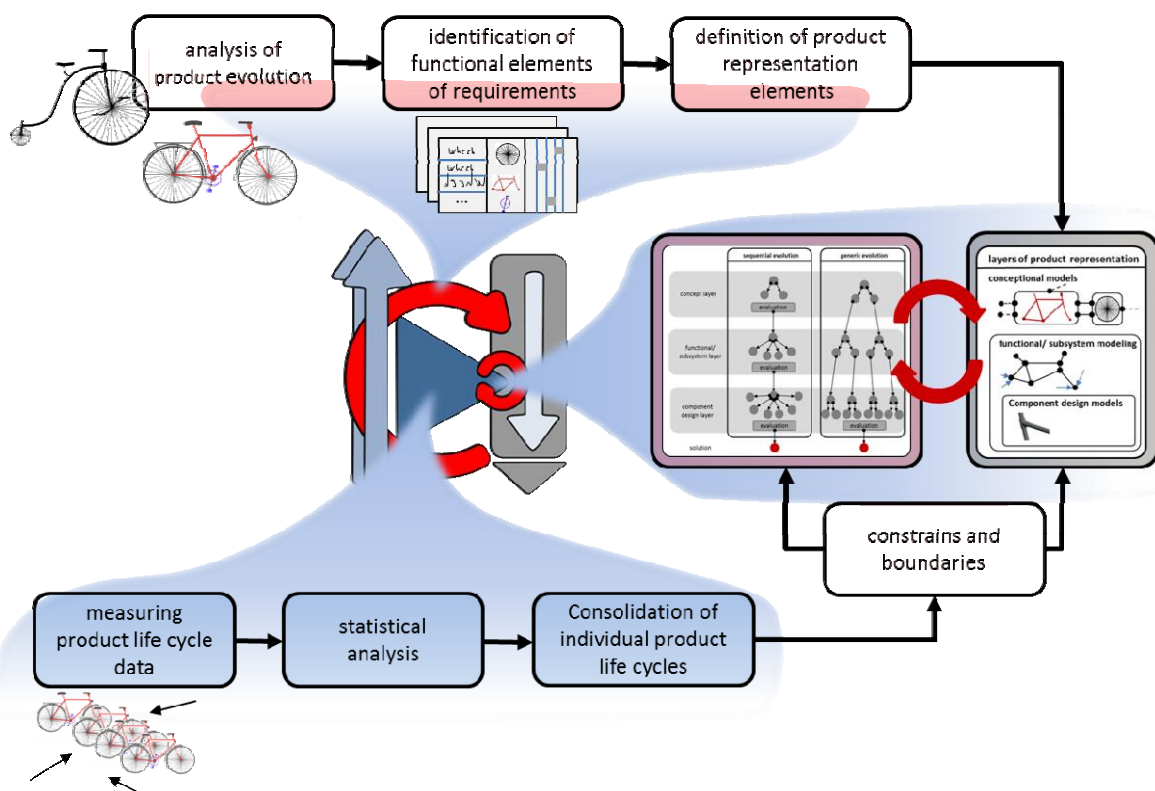 analysis of
product evolution
identification of
functional elements
of requirements
definition of product
representation
elements
wheel
wheel
...
sequential evolution
generic evolution
concept layer
evaluation
functional/
subsystem layer
evaluation
component
design layer
evaluation
evaluation
solution
layers of product representation
conceptional models
functional/ subsystem modeling
Component design models
constrains and
boundaries
measuring
product life cycle
data
statistical
analysis
Consolidation of
individual product
life cycles